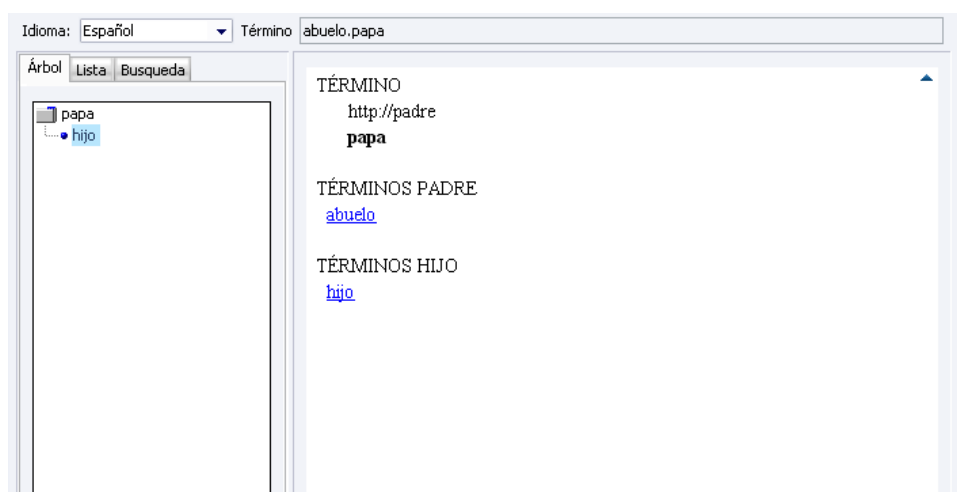 Idioma: Español Término abuelo.papa
Árbol Lista Busqueda
papa
hijo
TÉRMINO
http://padre
papa
TÉRMINOS PADRE
abuelo
TÉRMINOS HIJO
hijo